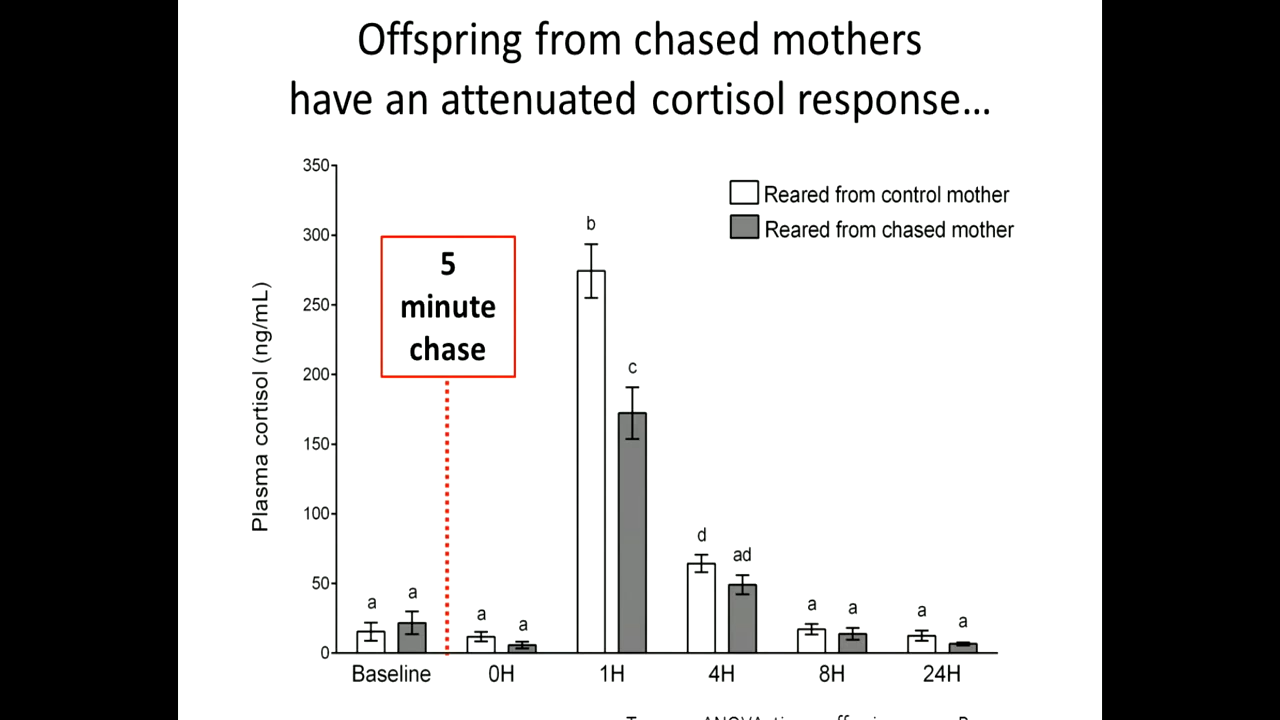 Offspring from chased mothers
have an attenuated cortisol response...
350
300
250
200
150
100
50
0
Plasma cortisol (ng/mL)
Reared from control mother
Reared from chased mother
5
minute
chase
a
a
a
a
b
c
d
ad
a
a
a
a
Baseline
0H
1H
4H
8H
24H